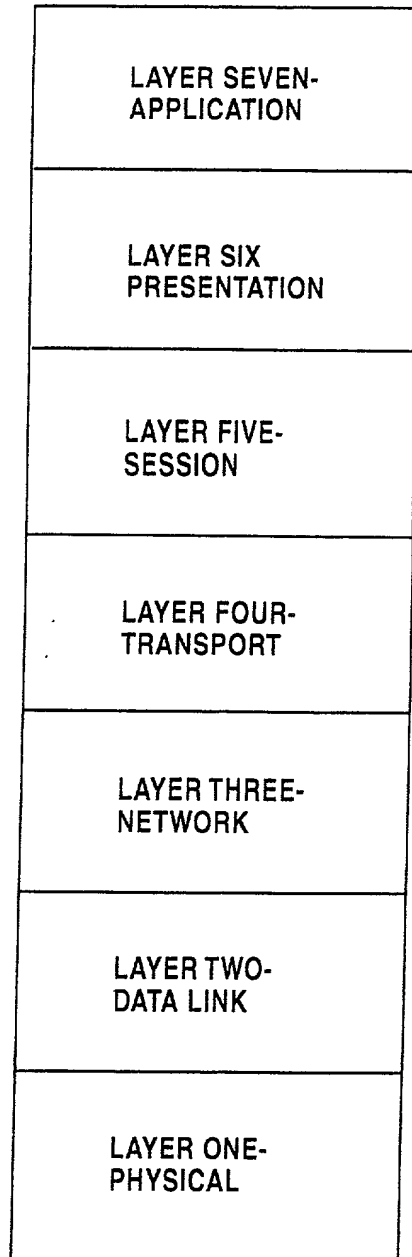 LAYER SEVEN-
APPLICATION
LAYER SIX
PRESENTATION
LAYER FIVE-
SESSION
LAYER FOUR-
TRANSPORT
LAYER THREE-
NETWORK
LAYER TWO-
DATA LINK
LAYER ONE-
PHYSICAL